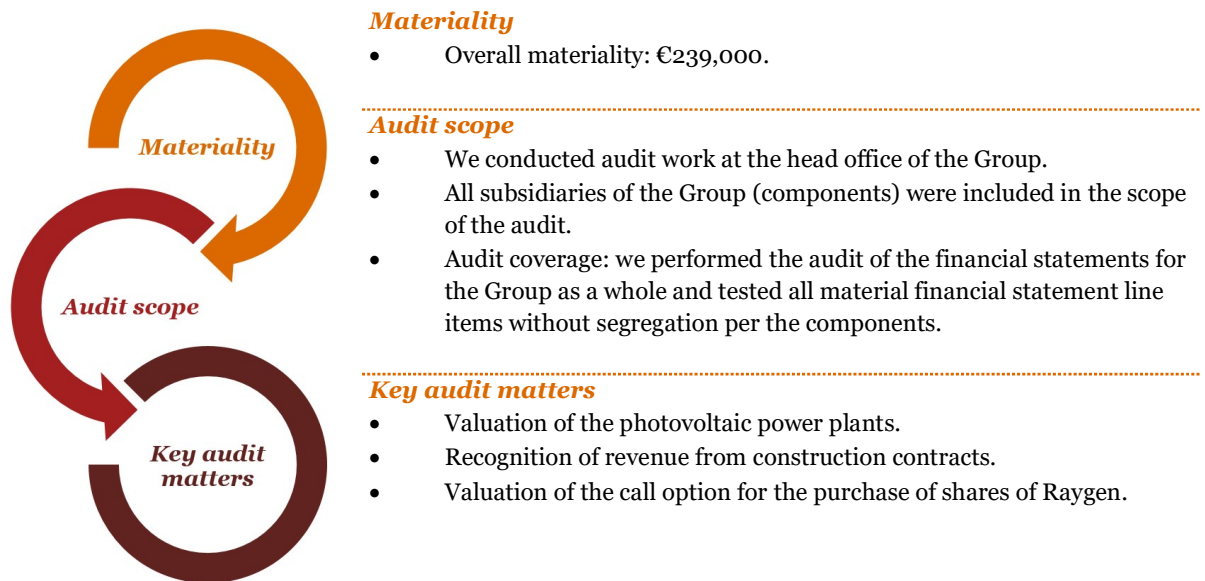 Materiality
• Overall materiality: €239,000.
Materiality
Audit scope
• We conducted audit work at the head office of the Group.
• All subsidiaries of the Group (components) were included in the scope
of the audit.
• Audit coverage: we performed the audit of the financial statements for
the Group as a whole and tested all material financial statement line
items without segregation per the components.
Audit scope
Key audit matters
• Valuation of the photovoltaic power plants.
• Recognition of revenue from construction contracts.
• Valuation of the call option for the purchase of shares of Raygen.
Key audit
matters